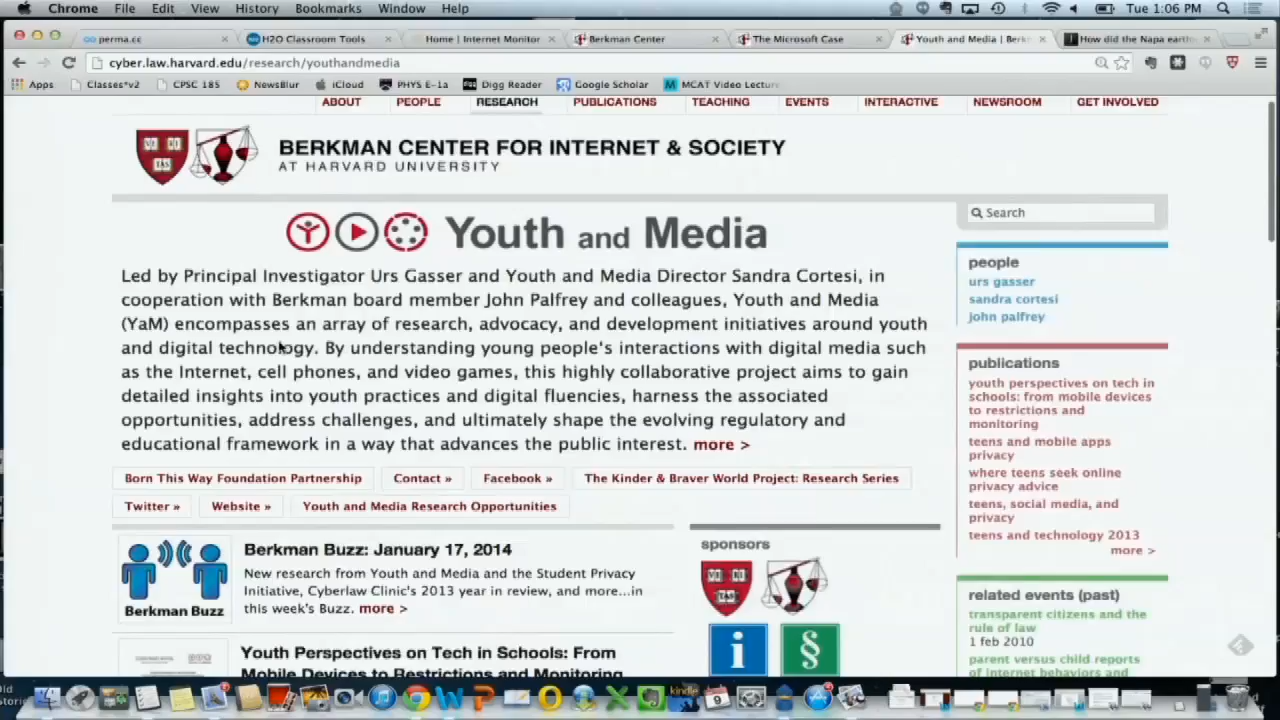 Chrome File Edit View History Bookmarks Window Help Tue 1:06 PM
perma.cc H2O Classroom Tools Home | Internet Monitor Berkman Center The Microsoft Case Youth and Media | Berk How did the Napa earth
cyber.law.harvard.edu/research/youthandmedia
Apps Classes*v2 CPSC 185 NewsBlur iCloud PHYS E-1a Digg Reader Google Scholar MCAT Video Lectur
ABOUT PEOPLE RESEARCH PUBLICATIONS TEACHING EVENTS INTERACTIVE NEWSROOM GET INVOLVED
BERKMAN CENTER FOR INTERNET & SOCIETY
AT HARVARD UNIVERSITY
Youth and Media
Led by Principal Investigator Urs Gasser and Youth and Media Director Sandra Cortesi, in
cooperation with Berkman board member John Palfrey and colleagues, Youth and Media
(YaM) encompasses an array of research, advocacy, and development initiatives around youth
and digital technology. By understanding young people's interactions with digital media such
as the Internet, cell phones, and video games, this highly collaborative project aims to gain
detailed insights into youth practices and digital fluencies, harness the associated
opportunities, address challenges, and ultimately shape the evolving regulatory and
educational framework in a way that advances the public interest. more >
Born This Way Foundation Partnership Contact » Facebook » The Kinder & Braver World Project: Research Series
Twitter » Website » Youth and Media Research Opportunities
Berkman Buzz
Berkman Buzz: January 17, 2014
New research from Youth and Media and the Student Privacy
Initiative, Cyberlaw Clinic's 2013 year in review, and more...in
this week's Buzz. more >
Youth Perspectives on Tech in Schools: From
Mobile Devices to Restrictions and Monitoring
sponsors
i
§
Search
people
urs gasser
sandra cortesi
john palfrey
publications
youth perspectives on tech in
schools: from mobile devices
to restrictions and
monitoring
teens and mobile apps
privacy
where teens seek online
privacy advice
teens, social media, and
privacy
teens and technology 2013
more >
related events (past)
transparent citizens and the
rule of law
1 feb 2010
parent versus child reports
of internet behaviors and